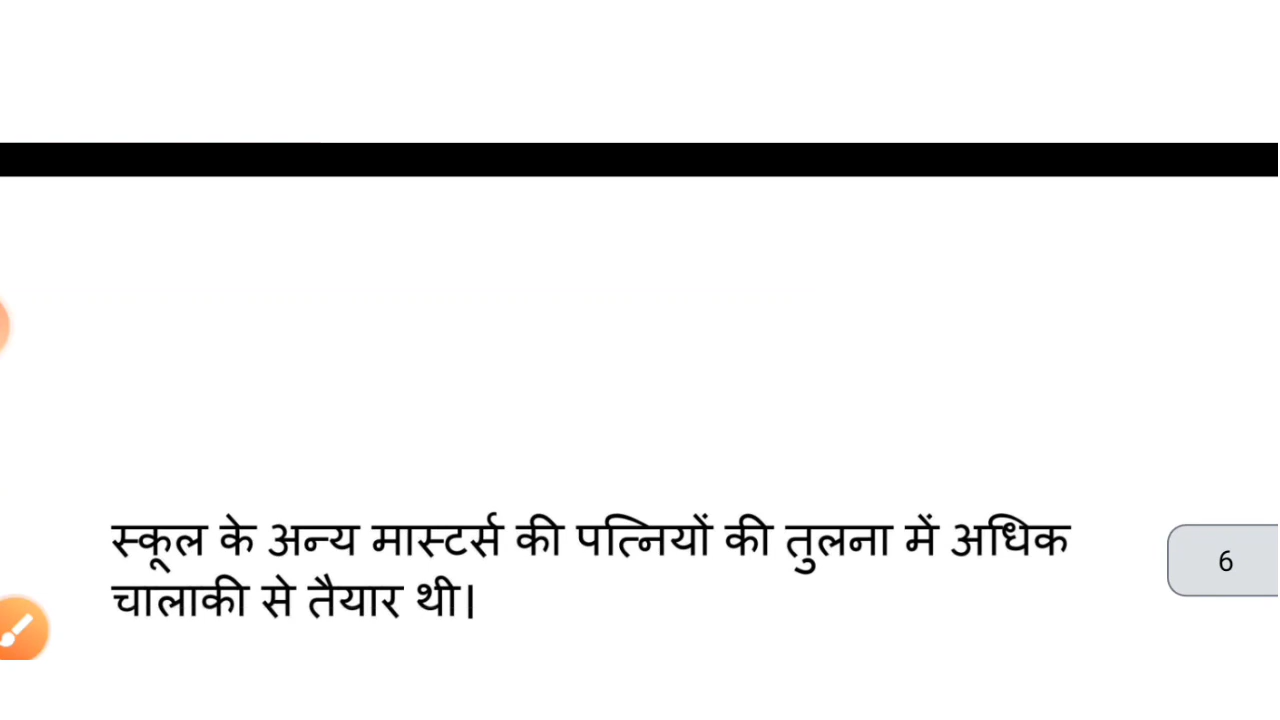 स्कूल के अन्य मास्टर्स की पत्नियों की तुलना में अधिक
चालाकी से तैयार थी।
6